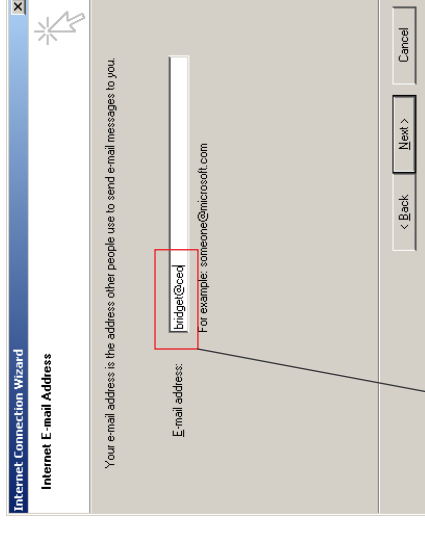 Internet Connection Wizard
Internet E-mail Address
Your e-mail address is the address other people use to send e-mail messages to you.
E-mail address: bridget@ceo
For example: someone@microsoft.com
< Back Next > Cancel